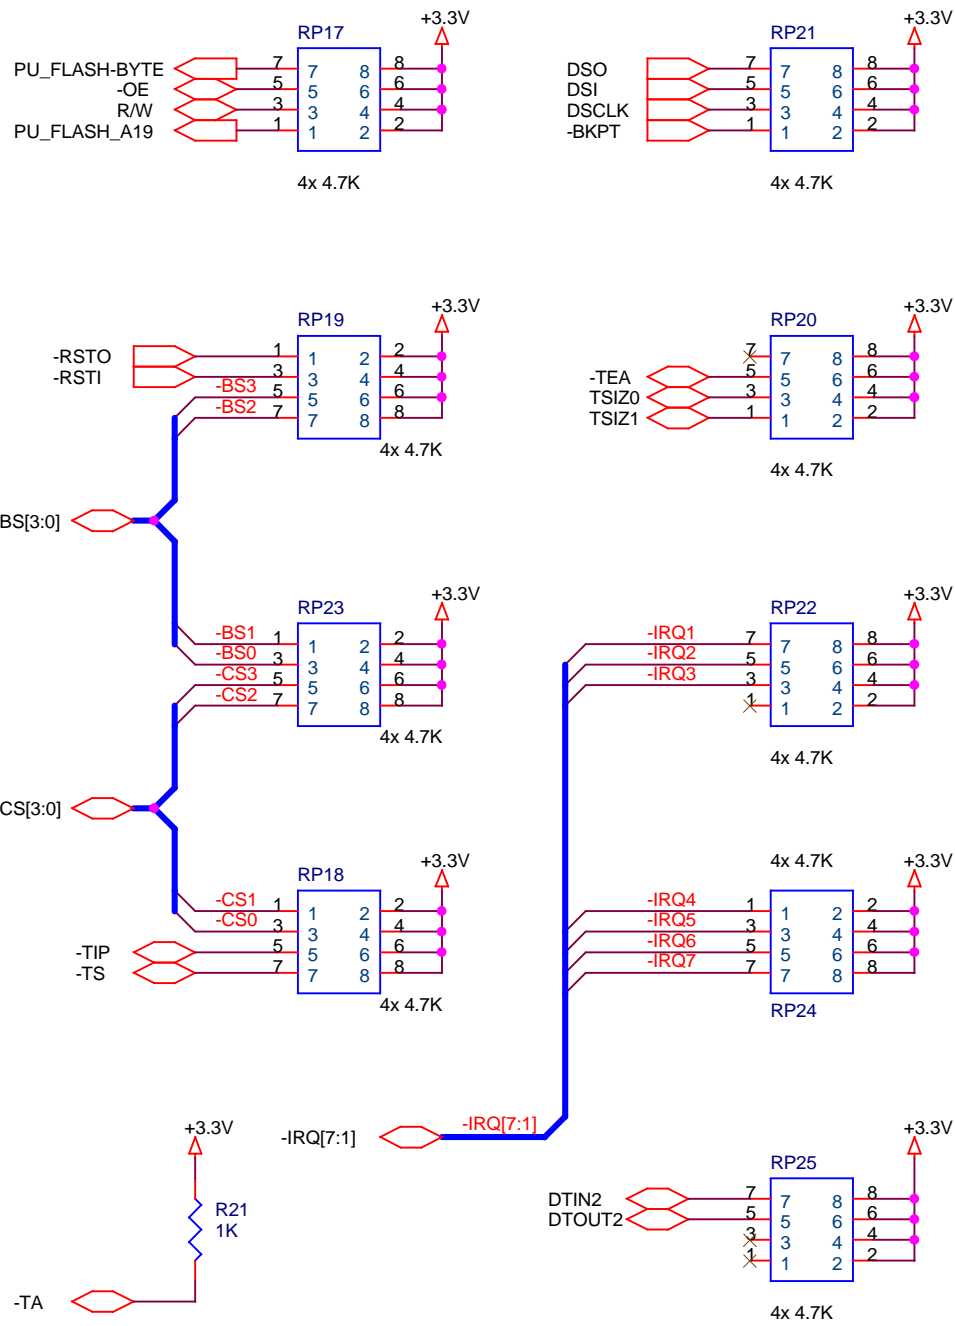 +3.3V
RP17
PU_FLASH-BYTE 7 7 8 8
-OE 5 5 6 6
R/W 3 3 4 4
PU_FLASH_A19 1 1 2 2
4x 4.7K
+3.3V
RP21
DSO 7 7 8 8
DSI 5 5 6 6
DSCLK 3 3 4 4
-BKPT 1 1 2 2
4x 4.7K
+3.3V
RP19
-RSTO 1 1 2 2
-RSTI 3 3 4 4
-BS3 5 5 6 6
-BS2 7 7 8 8
4x 4.7K
+3.3V
RP20
7 7 8 8
-TEA 5 5 6 6
TSIZ0 3 3 4 4
TSIZ1 1 1 2 2
4x 4.7K
BS[3:0]
+3.3V
RP23
-BS1 1 1 2 2
-BS0 3 3 4 4
-CS3 5 5 6 6
-CS2 7 7 8 8
4x 4.7K
+3.3V
RP22
-IRQ1 7 7 8 8
-IRQ2 5 5 6 6
-IRQ3 3 3 4 4
1 1 2 2
4x 4.7K
CS[3:0]
+3.3V
RP18
-CS1 1 1 2 2
-CS0 3 3 4 4
-TIP 5 5 6 6
-TS 7 7 8 8
4x 4.7K
4x 4.7K
+3.3V
-IRQ4 1 1 2 2
-IRQ5 3 3 4 4
-IRQ6 5 5 6 6
-IRQ7 7 7 8 8
RP24
-IRQ[7:1]
-IRQ[7:1]
+3.3V
R21
1K
-TA
+3.3V
RP25
DTIN2 7 7 8 8
DTOUT2 5 5 6 6
3 3 4 4
1 1 2 2
4x 4.7K